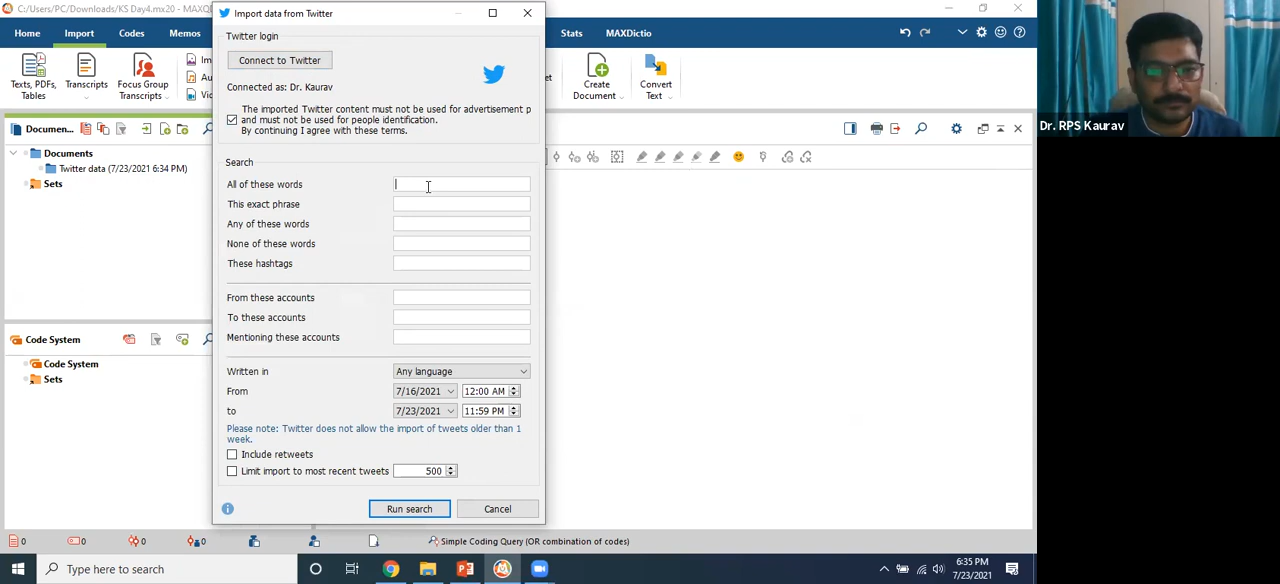 C:/Users/PC/Downloads/KS Day4.mx20 - MAXQ
Import data from Twitter
Home
Import
Codes
Memos
Stats
MAXDictio
Texts, PDFs,
Tables
Transcripts
Focus Group
Transcripts
Im
Au
Vi
et
Create
Document
Convert
Text
Twitter login
Connect to Twitter
Connected as: Dr. Kaurav
The imported Twitter content must not be used for advertisement p
and must not be used for people identification.
By continuing I agree with these terms.
Dr. RPS Kaurav
Documen...
Documents
Twitter data (7/23/2021 6:34 PM)
Sets
Search
All of these words
This exact phrase
Any of these words
None of these words
These hashtags
From these accounts
To these accounts
Mentioning these accounts
Written in
Any language
From
7/16/2021
12:00 AM
to
7/23/2021
11:59 PM
Please note: Twitter does not allow the import of tweets older than 1
week.
Include retweets
Limit import to most recent tweets
500
Run search
Cancel
Code System
Code System
Sets
0
0
0
0
Simple Coding Query (OR combination of codes)
Type here to search
6:35 PM
7/23/2021